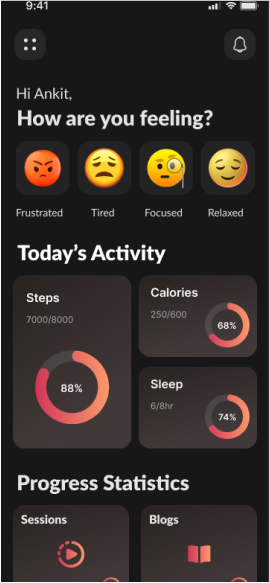 9:41
Hi Ankit,
How are you feeling?
Frustrated Tired Focused Relaxed
Today's Activity
Steps
7000/8000
88%
Calories
250/600
68%
Sleep
6/8hr
74%
Progress Statistics
Sessions Blogs